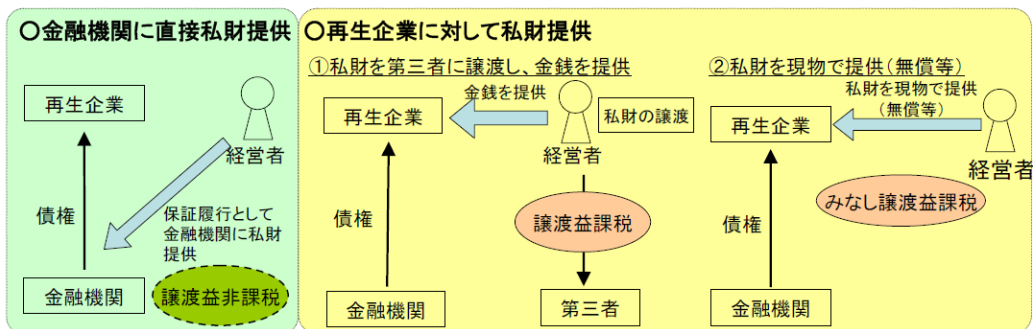 〇金融機関に直接私財提供
再生企業
経営者
債権
保証履行として
金融機関に私財
提供
金融機関
譲渡益非課税
〇再生企業に対して私財提供
①私財を第三者に譲渡し、金銭を提供
金銭を提供
再生企業
私財の譲渡
経営者
債権
譲渡益課税
金融機関
第三者
②私財を現物で提供(無償等)
私財を現物で提供
(無償等)
再生企業
経営者
みなし譲渡益課税
債権
金融機関